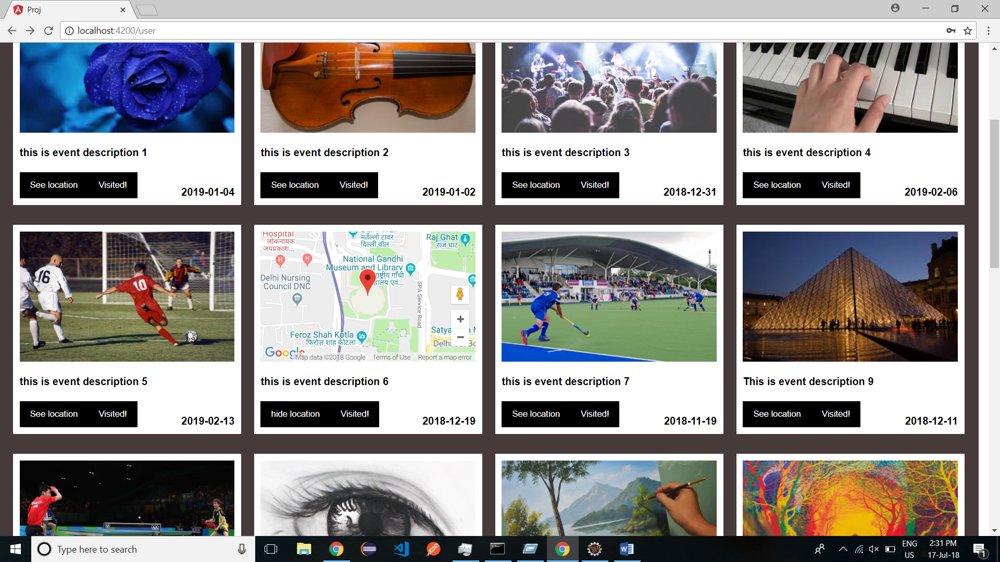 Proj
localhost:4200/user
this is event description 1
See location Visited!
2019-01-04
this is event description 2
See location Visited!
2019-01-02
this is event description 3
See location Visited!
2018-12-31
this is event description 4
See location Visited!
2019-02-06
16
10
this is event description 5
See location Visited!
2019-02-13
Hospital
लोकनायक
जयप्रकाश...
मर्तेल्लो टावर
दिल्ली वॉल
Raj Ghat
राज घाट
National Gandhi
Museum and Library
राष्ट्रीय गाँधी
Delhi Nursing
Council DNC
SPA Service Road
Feroz Shah Kotla
फिरोज़ शाह कोटला
Google
Map data ©2018 Google Terms of Use Report a map error
this is event description 6
hide location Visited!
2018-12-19
this is event description 7
See location Visited!
2018-11-19
This is event description 9
See location Visited!
2018-12-11
Type here to search
ENG
US
2:31 PM
17-Jul-18
1